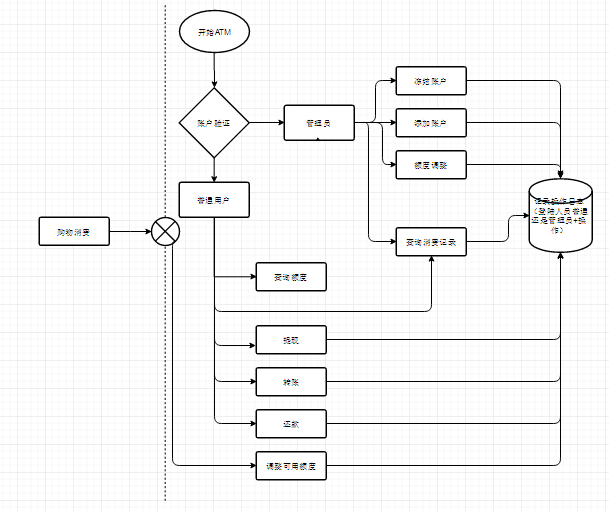 开始ATM
账户验证
管理员
冻结账户
添加账户
额度调整
普通用户
记录操作日志
（登陆人员普通
还是管理员+操
作）
购物消费
查询消费记录
查询额度
提现
转账
还款
调整可用额度